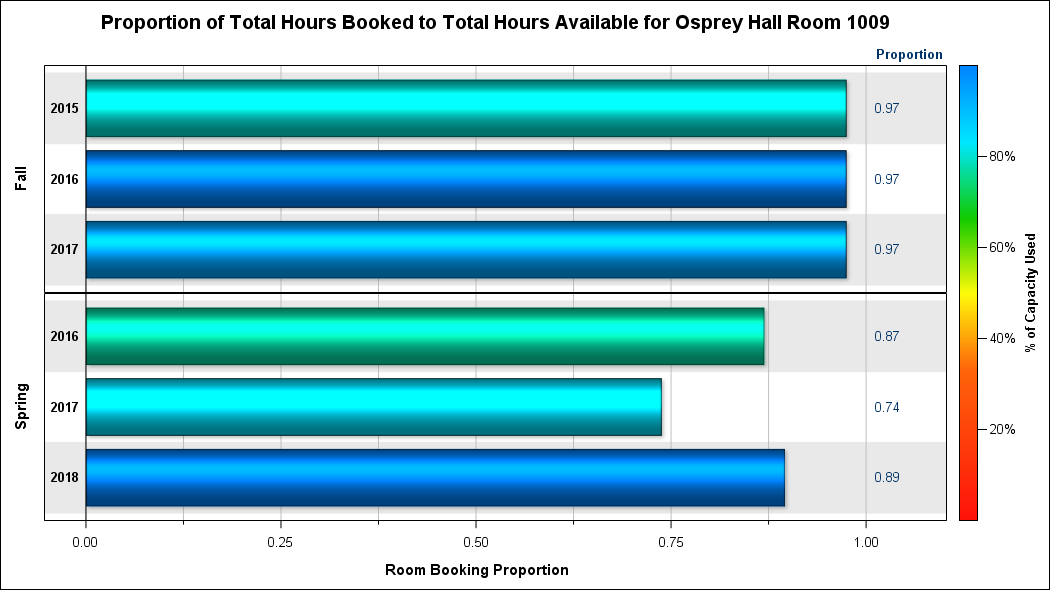 Proportion of Total Hours Booked to Total Hours Available for Osprey Hall Room 1009
Proportion
Fall
2015 0.97
2016 0.97
2017 0.97
Spring
2016 0.87
2017 0.74
2018 0.89
0.00 0.25 0.50 0.75 1.00
Room Booking Proportion
80%
60%
40%
20%
% of Capacity Used